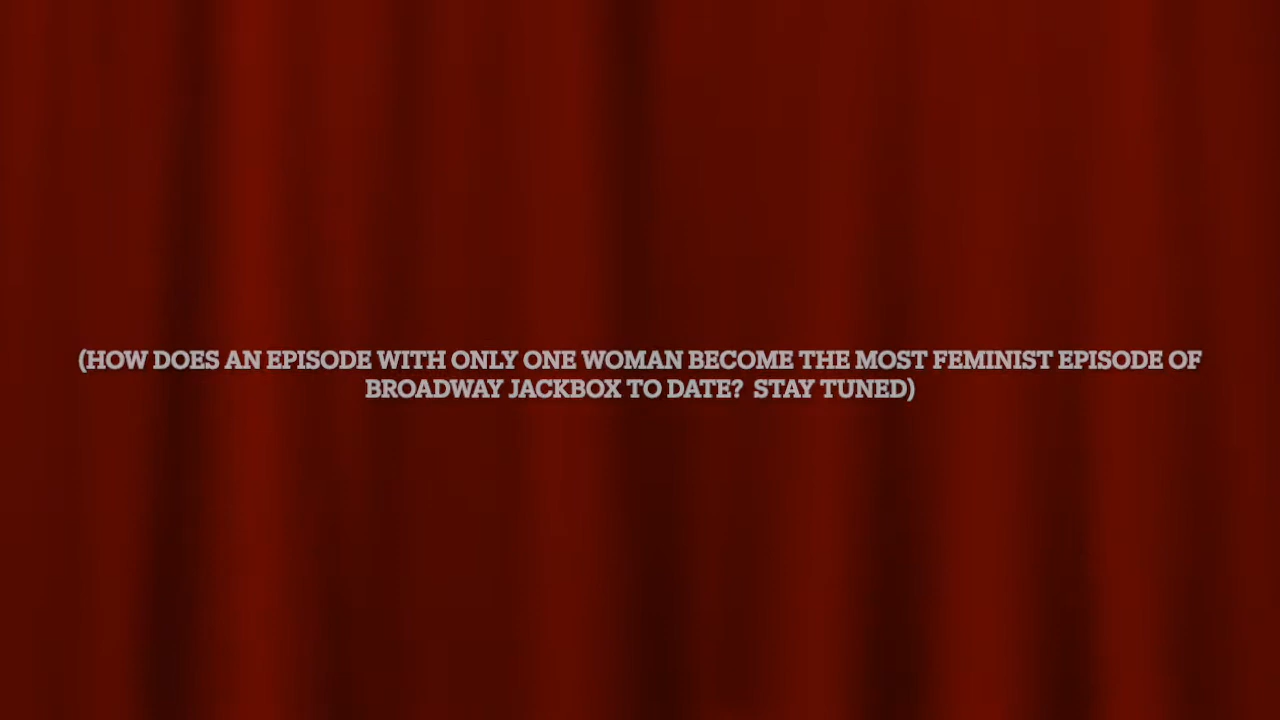 (HOW DOES AN EPISODE WITH ONLY ONE WOMAN BECOME THE MOST FEMINIST EPISODE OF
BROADWAY JACKBOX TO DATE?  STAY TUNED)